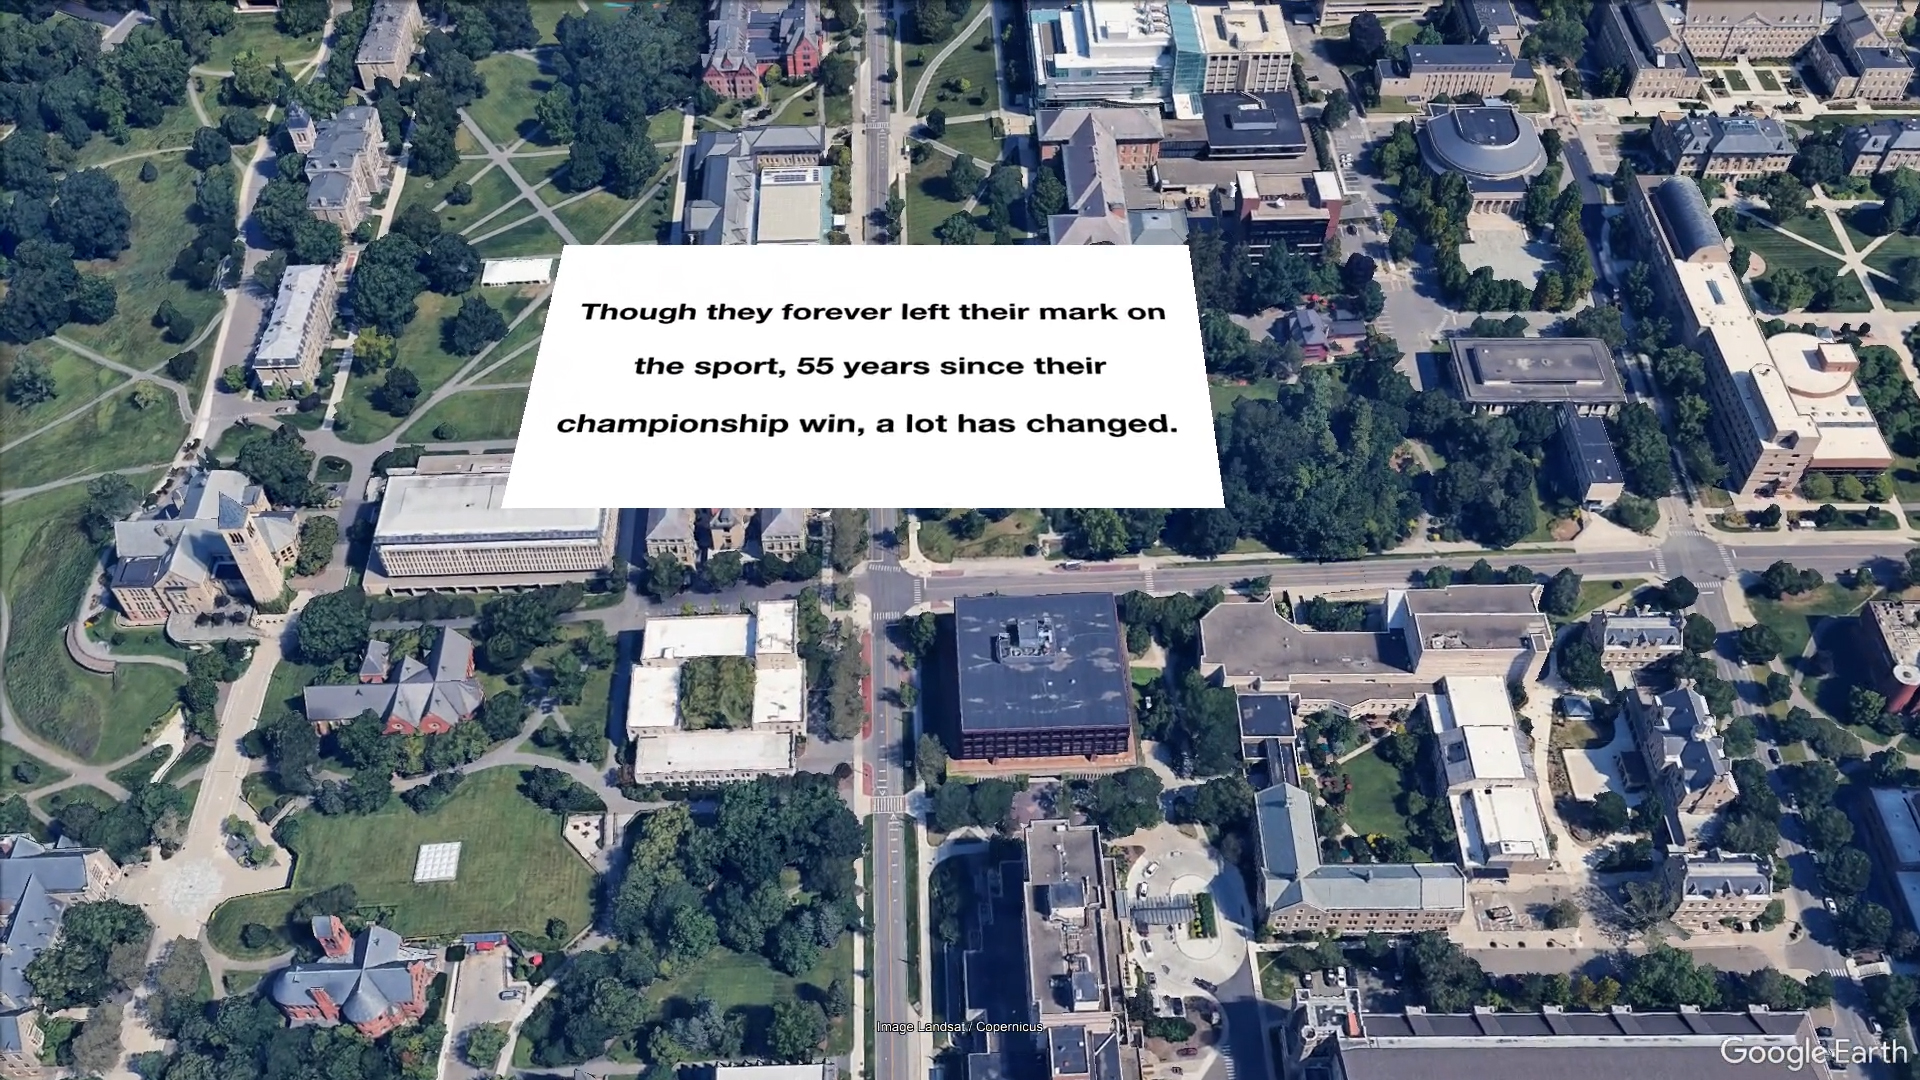 Though they forever left their mark on
the sport, 55 years since their
championship win, a lot has changed.
Image Landsat / Copernicus
Google Earth